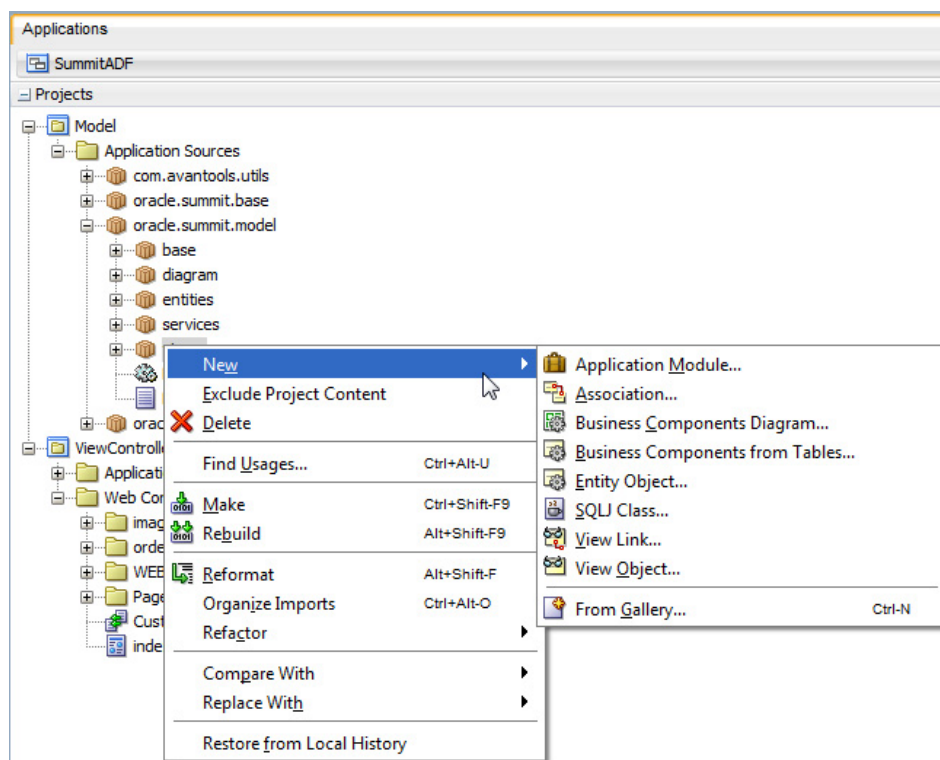 Applications
SummitADF
Projects
Model
Application Sources
com.avantools.utils
oracle.summit.base
oracle.summit.model
base
diagram
entities
services
New
Exclude Project Content
Delete
Find Usages... Ctrl+Alt-U
Make Ctrl+Shift-F9
Rebuild Alt+Shift-F9
Reformat Alt+Shift-F
Organize Imports Ctrl+Alt-O
Refactor
Compare With
Replace With
Restore from Local History
Application Module...
Association...
Business Components Diagram...
Business Components from Tables...
Entity Object...
SQLJ Class...
View Link...
View Object...
From Gallery... Ctrl-N
orac
ViewControlle
Applicati
Web Cor
imag
orde
WEB
Page
Cust
inde